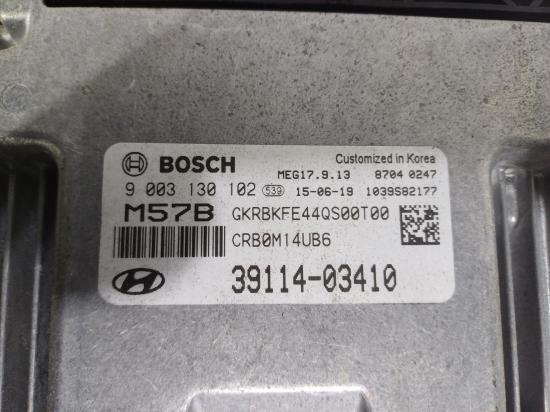 BOSCH
Customized in Korea
MEG17.9.13 8704 0247
9 003 130 102 539 15-06-19 1039S82177
M57B GKRBKFE44QS00T00
CRB0M14UB6
39114-03410